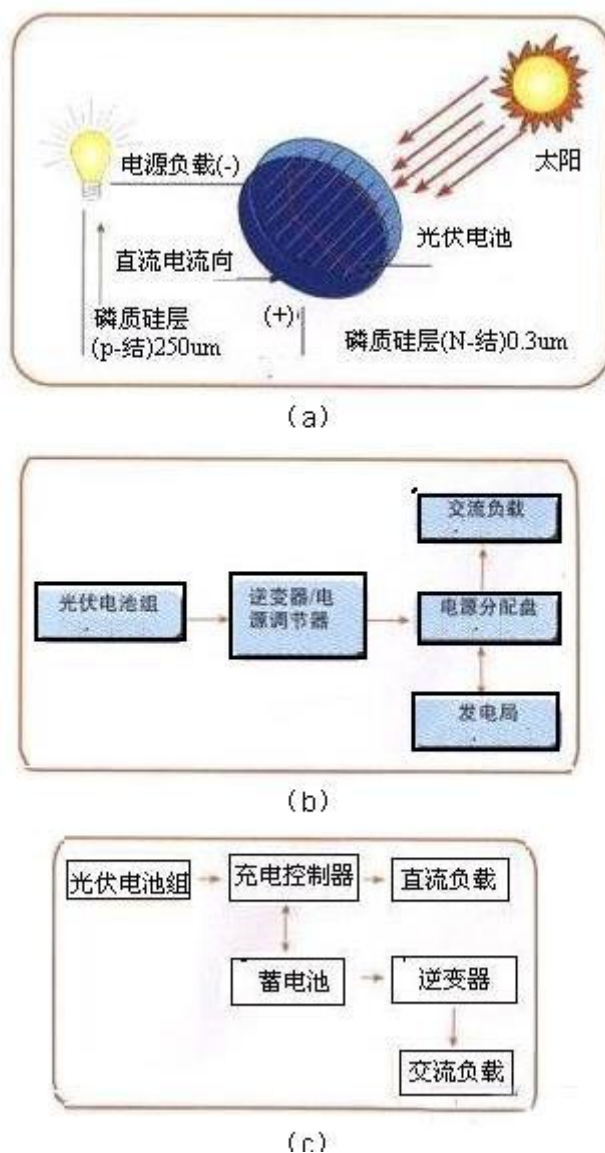 太阳
电源负载(-)
光伏电池
直流电流向
(+)
磷质硅层
(p-结)250um
磷质硅层(N-结)0.3um
(a)
交流负载
光伏电池组
逆变器/电
源调节器
电源分配盘
发电局
(b)
光伏电池组
充电控制器
直流负载
蓄电池
逆变器
交流负载
(c)